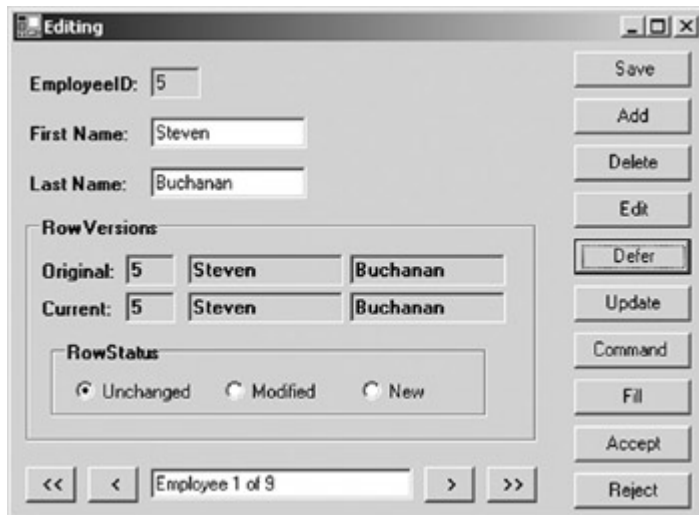 Editing
EmployeeID: 5
First Name: Steven
Last Name: Buchanan
RowVersions
Original: 5 Steven Buchanan
Current: 5 Steven Buchanan
RowStatus
Unchanged Modified New
<< < Employee 1 of 9 > >>
Save
Add
Delete
Edit
Defer
Update
Command
Fill
Accept
Reject